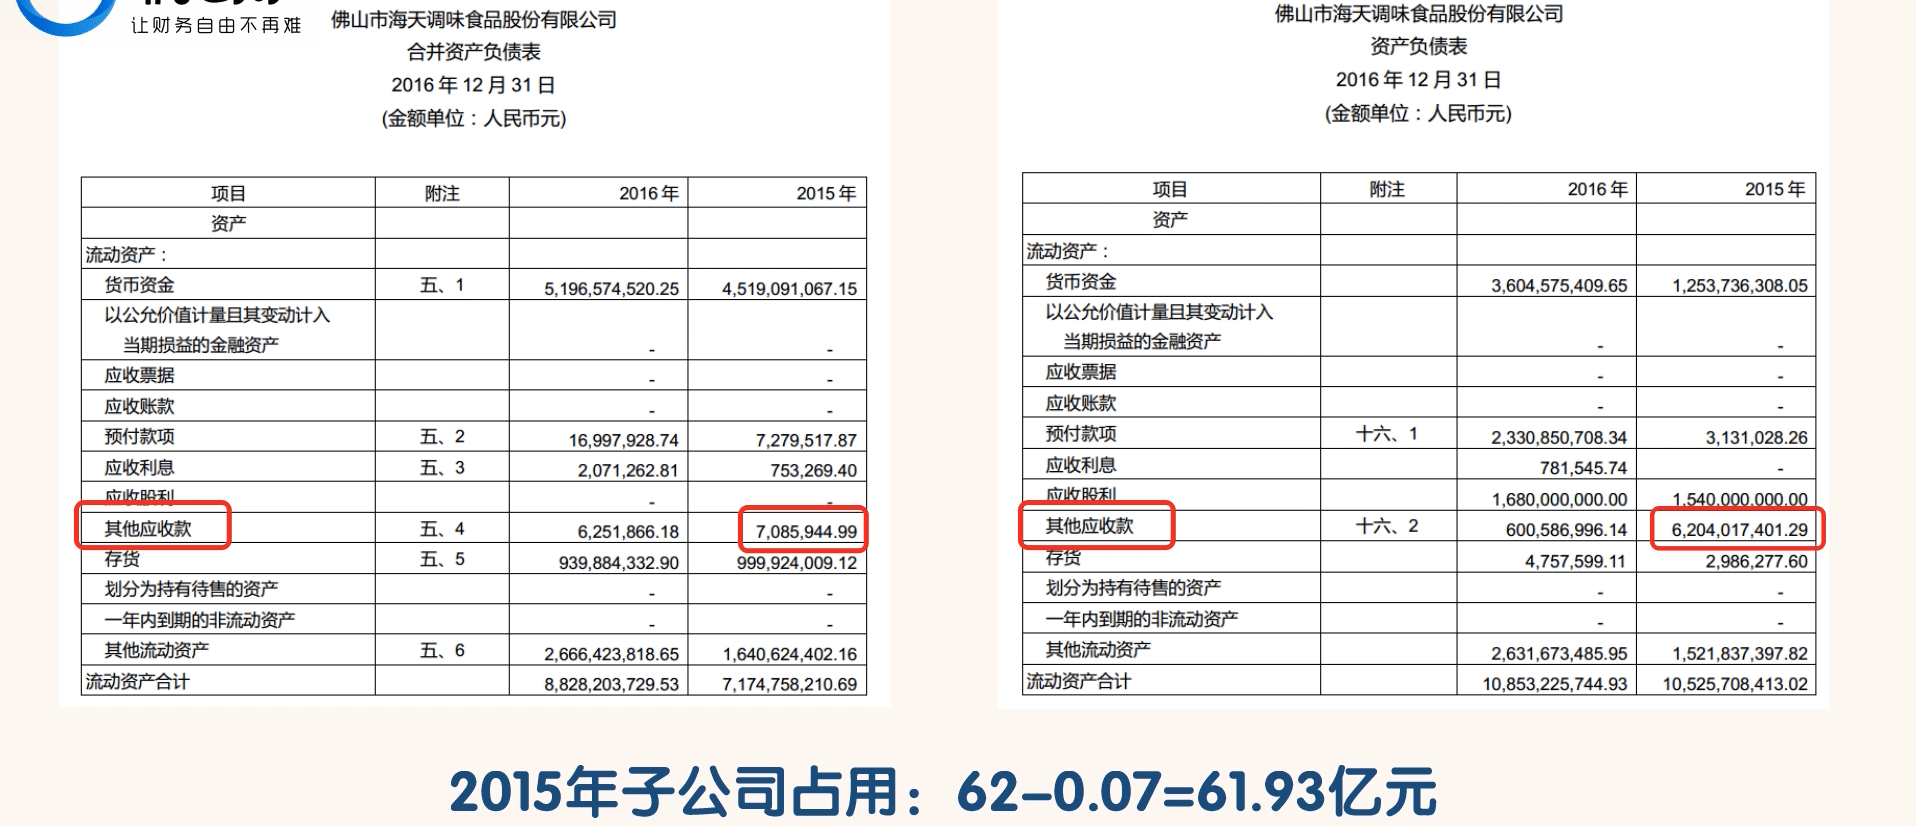 让财务自由不再难
佛山市海天调味食品股份有限公司
合并资产负债表
2016 年 12 月 31 日
(金额单位：人民币元)
项目 附注 2016 年 2015 年
资产
流动资产：
货币资金 五、1 5,196,574,520.25 4,519,091,067.15
以公允价值计量且其变动计入
当期损益的金融资产 - -
应收票据 - -
应收账款 - -
预付款项 五、2 16,997,928.74 7,279,517.87
应收利息 五、3 2,071,262.81 753,269.40
应收股利 - -
其他应收款 五、4 6,251,866.18 7,085,944.99
存货 五、5 939,884,332.90 999,924,009.12
划分为持有待售的资产 - -
一年内到期的非流动资产 - -
其他流动资产 五、6 2,666,423,818.65 1,640,624,402.16
流动资产合计 8,828,203,729.53 7,174,758,210.69
佛山市海天调味食品股份有限公司
资产负债表
2016 年 12 月 31 日
(金额单位：人民币元)
项目 附注 2016 年 2015 年
资产
流动资产：
货币资金 3,604,575,409.65 1,253,736,308.05
以公允价值计量且其变动计入
当期损益的金融资产 - -
应收票据 - -
应收账款 - -
预付款项 十六、1 2,330,850,708.34 3,131,028.26
应收利息 781,545.74 -
应收股利 1,680,000,000.00 1,540,000,000.00
其他应收款 十六、2 600,586,996.14 6,204,017,401.29
存货 4,757,599.11 2,986,277.60
划分为持有待售的资产 - -
一年内到期的非流动资产 - -
其他流动资产 2,631,673,485.95 1,521,837,397.82
流动资产合计 10,853,225,744.93 10,525,708,413.02
2015年子公司占用：62-0.07=61.93亿元